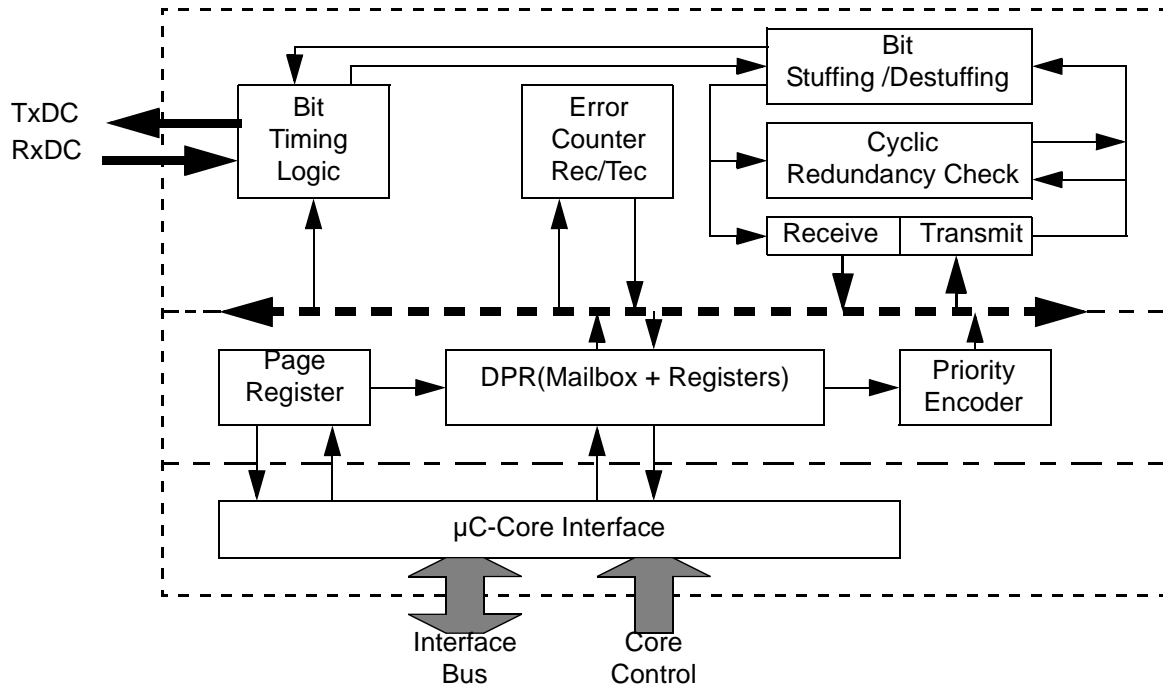 TxDC
RxDC
Bit
Timing
Logic
Error
Counter
Rec/Tec
Bit
Stuffing /Destuffing
Cyclic
Redundancy Check
Receive
Transmit
Page
Register
DPR(Mailbox + Registers)
Priority
Encoder
µC-Core Interface
Interface
Bus
Core
Control